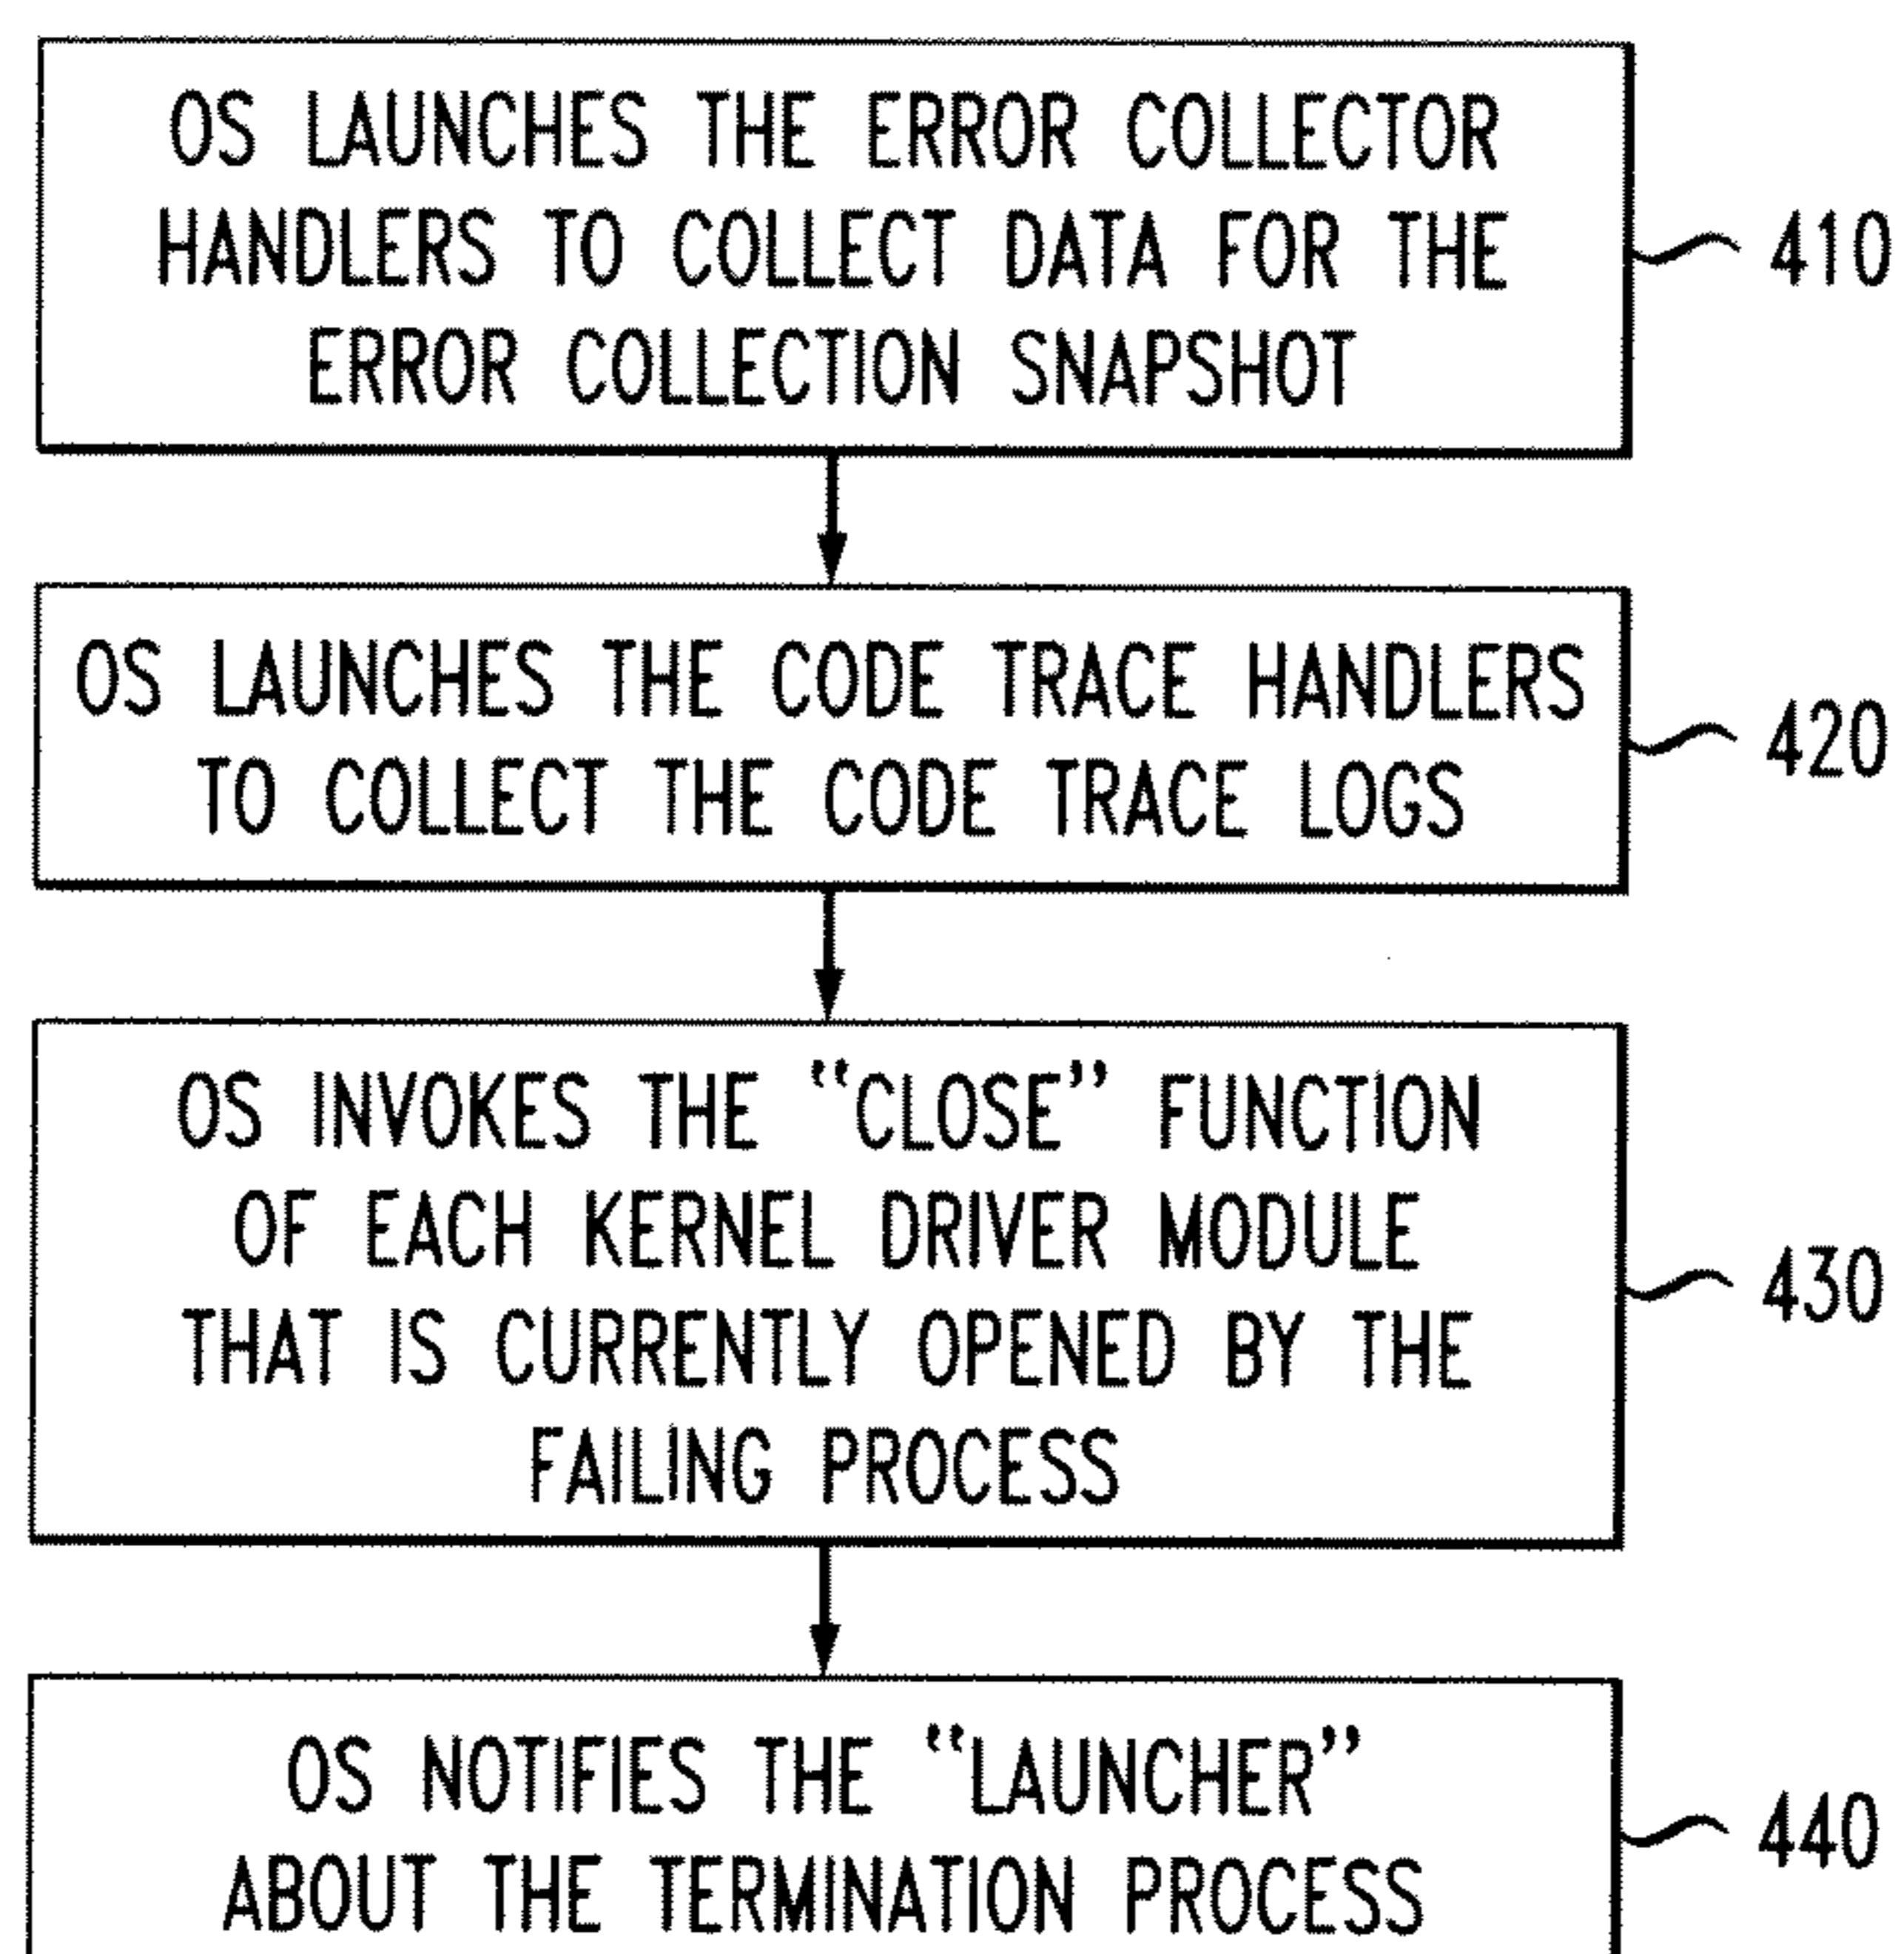 OS LAUNCHES THE ERROR COLLECTOR
HANDLERS TO COLLECT DATA FOR THE
ERROR COLLECTION SNAPSHOT
410
OS LAUNCHES THE CODE TRACE HANDLERS
TO COLLECT THE CODE TRACE LOGS
420
OS INVOKES THE “CLOSE” FUNCTION
OF EACH KERNEL DRIVER MODULE
THAT IS CURRENTLY OPENED BY THE
FAILING PROCESS
430
OS NOTIFIES THE “LAUNCHER”
ABOUT THE TERMINATION PROCESS
440